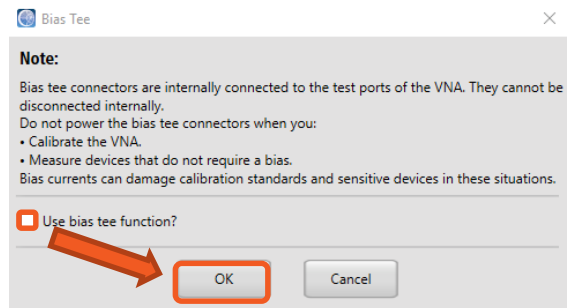 Bias Tee
Note:
Bias tee connectors are internally connected to the test ports of the VNA. They cannot be
disconnected internally.
Do not power the bias tee connectors when you:
• Calibrate the VNA.
• Measure devices that do not require a bias.
Bias currents can damage calibration standards and sensitive devices in these situations.
Use bias tee function?
OK Cancel